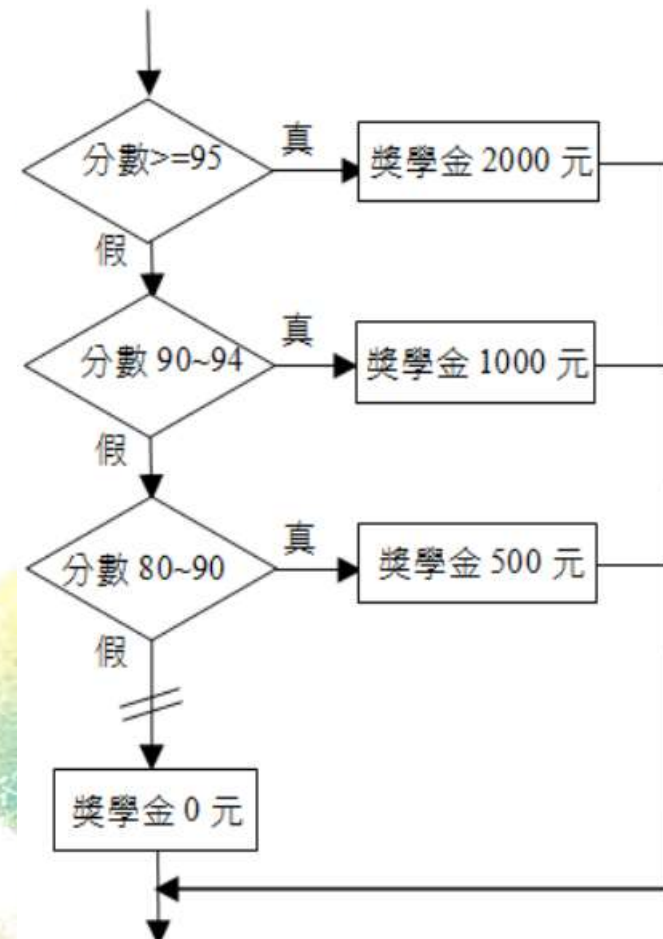 分數>=95
真
獎學金 2000 元
假
分數 90~94
真
獎學金 1000 元
假
分數 80~90
真
獎學金 500 元
假
獎學金 0 元